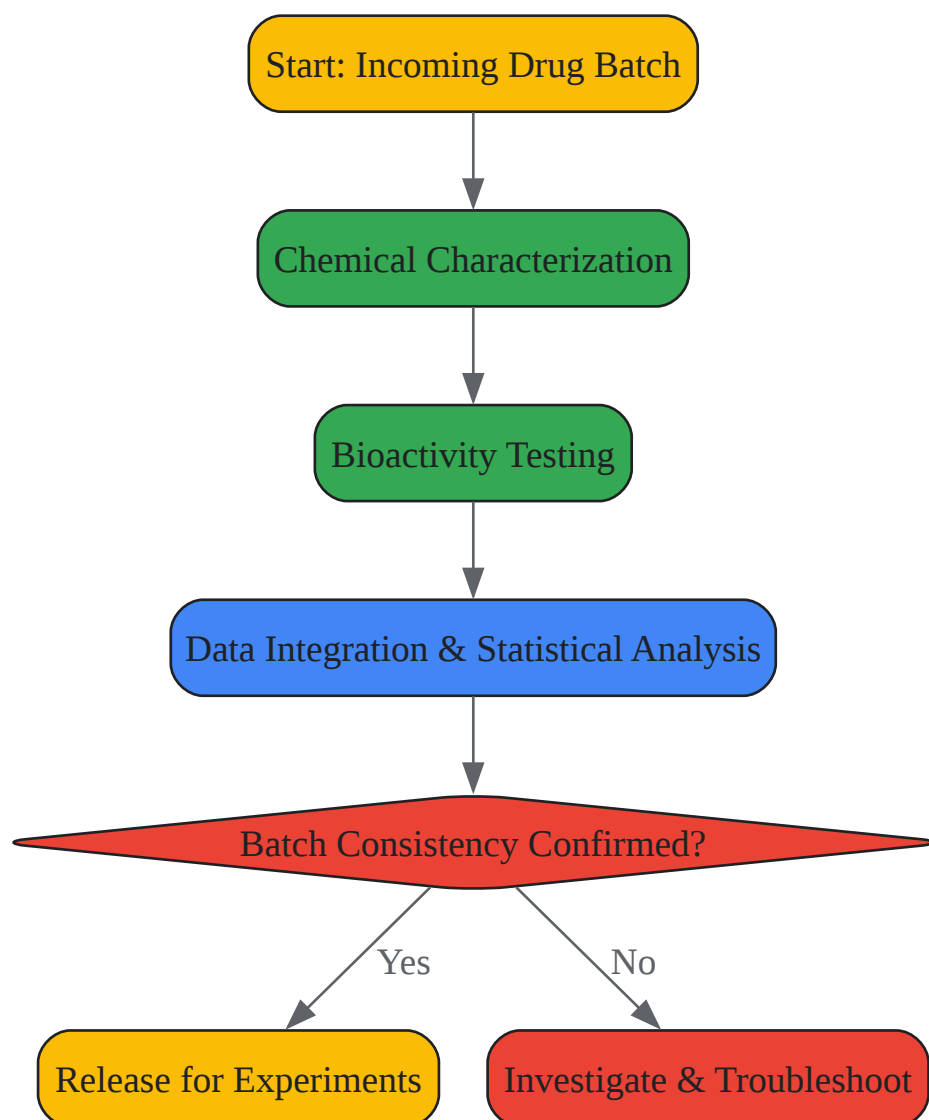 Start: Incoming Drug Batch
Chemical Characterization
Bioactivity Testing
Data Integration & Statistical Analysis
Batch Consistency Confirmed?
Yes
No
Release for Experiments
Investigate & Troubleshoot